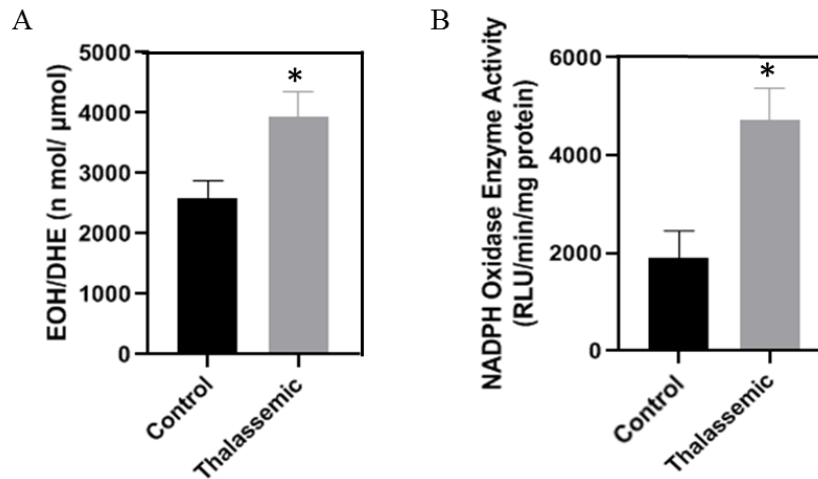 A
EOH/DHE (n mol/ µmol)
5000
4000
3000
2000
1000
0
*
Control
Thalassemic
B
NADPH Oxidase Enzyme Activity
(RLU/min/mg protein)
6000
4000
2000
0
*
Control
Thalassemic